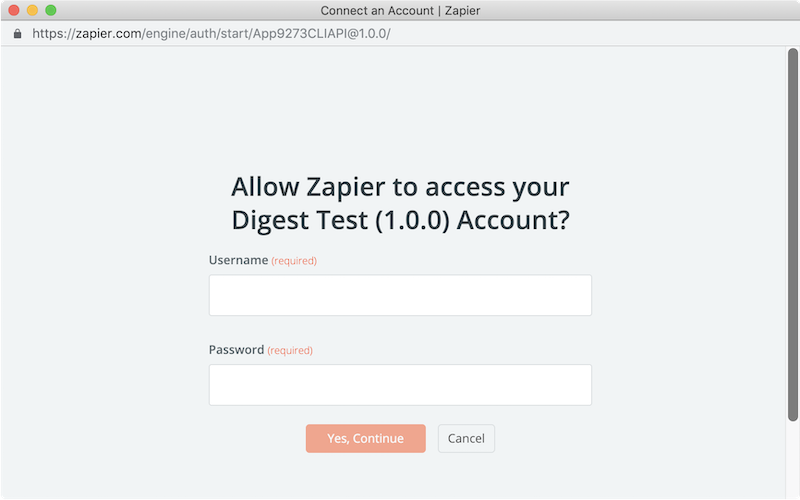 Connect an Account | Zapier
https://zapier.com/engine/auth/start/App9273CLIAPI@1.0.0/
Allow Zapier to access your
Digest Test (1.0.0) Account?
Username (required)
Password (required)
Yes, Continue
Cancel